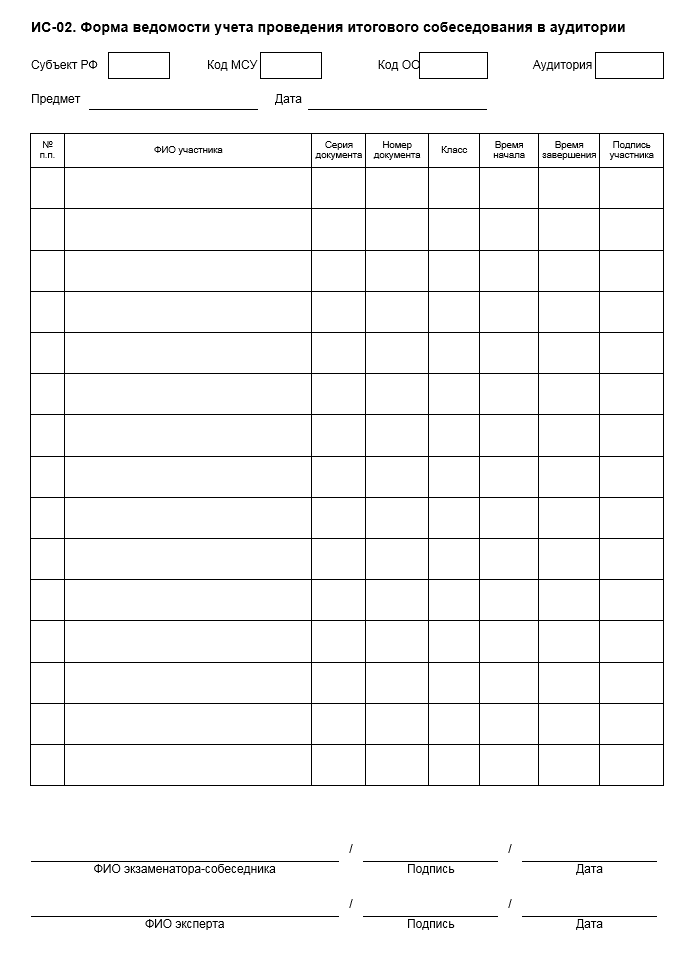 ИС-02. Форма ведомости учета проведения итогового собеседования в аудитории
Субъект РФ Код МСУ Код ОО Аудитория
Предмет Дата
№ п.п. ФИО участника Серия документа Номер документа Класс Время начала Время завершения Подпись участника
/ /
ФИО экзаменатора-собеседника Подпись Дата
/ /
ФИО эксперта Подпись Дата